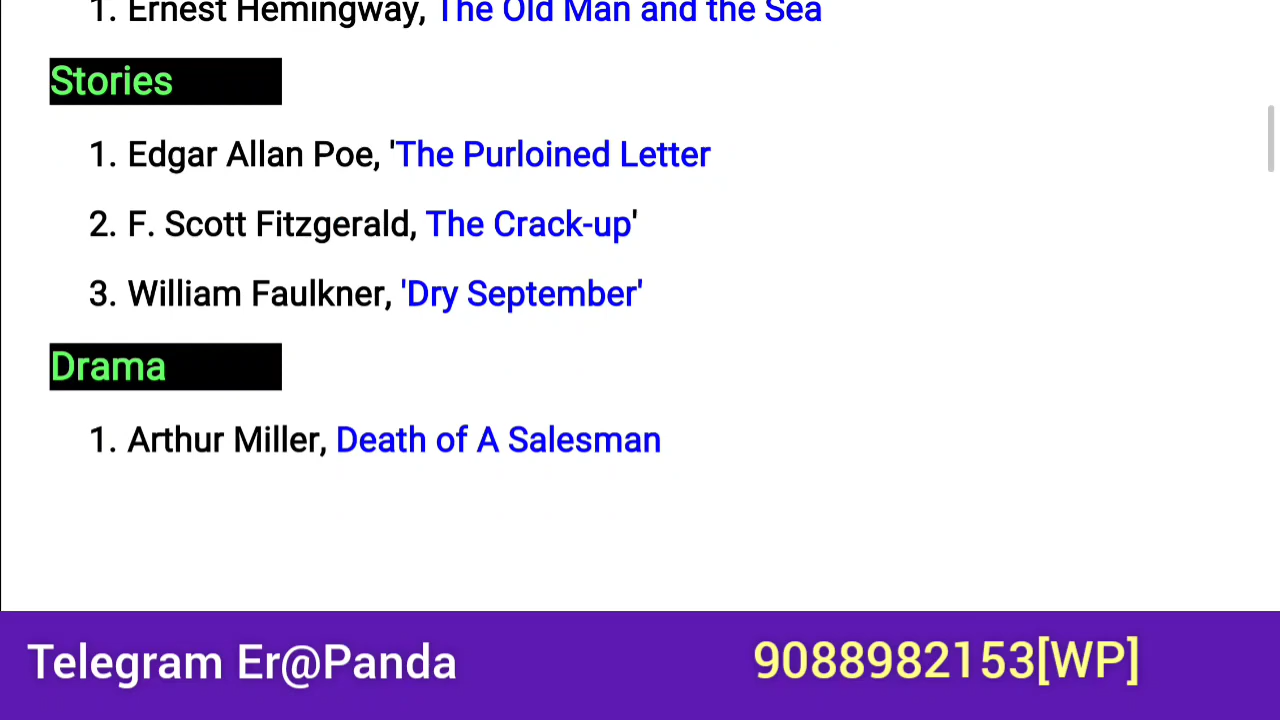 1. Ernest Hemingway, The Old Man and the Sea
Stories
1. Edgar Allan Poe, 'The Purloined Letter
2. F. Scott Fitzgerald, The Crack-up'
3. William Faulkner, 'Dry September'
Drama
1. Arthur Miller, Death of A Salesman
Telegram Er@Panda 9088982153[WP]